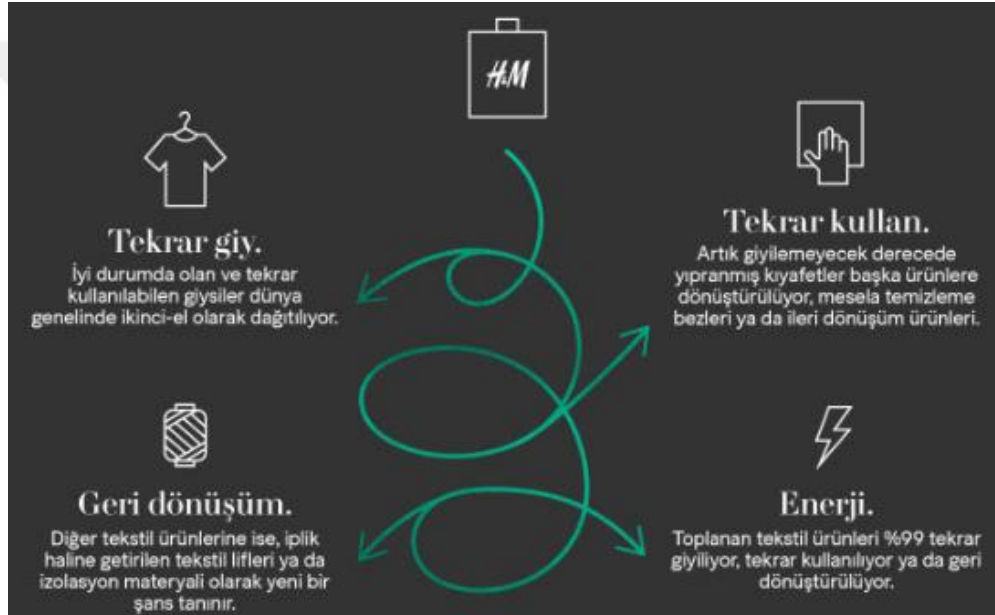 H&M
Tekrar giy.
İyi durumda olan ve tekrar
kullanılabilen giysiler dünya
genelinde ikinci-el olarak dağıtılıyor.
Tekrar kullan.
Artık giyilemeyecek derecede
yıpranmış kıyafetler başka ürünlere
dönüştürülüyor, mesela temizleme
bezleri ya da ileri dönüşüm ürünleri.
Geri dönüşüm.
Diğer tekstil ürünlerine ise, iplik
haline getirilen tekstil lifleri ya da
izolasyon materyali olarak yeni bir
şans tanınır.
Enerji.
Toplanan tekstil ürünleri %99 tekrar
giyiliyor, tekrar kullanılıyor ya da geri
dönüştürülüyor.